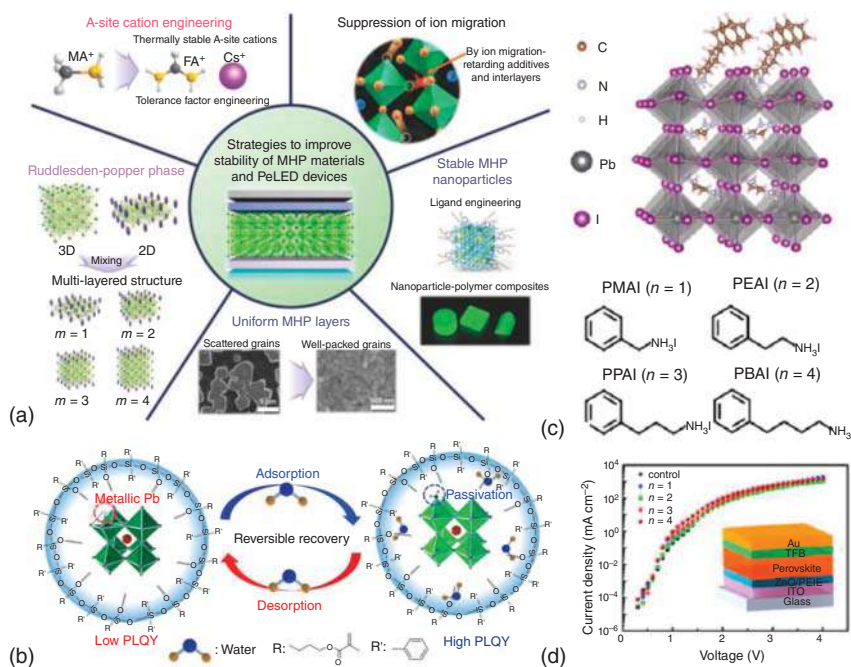 A-site cation engineering
MA+
Thermally stable A-site cations
FA+
Cs+
Tolerance factor engineering
Suppression of ion migration
By ion migration-
retarding additives
and interlayers
Strategies to improve
stability of MHP materials
and PeLED devices
Ruddlesden-popper phase
3D
2D
Mixing
Multi-layered structure
m = 1
m = 2
m = 3
m = 4
Stable MHP
nanoparticles
Ligand engineering
Nanoparticle-polymer composites
Uniform MHP layers
Scattered grains
Well-packed grains
(a)
C
N
H
Pb
I
PMAI (n = 1)
PEAI (n = 2)
NH3I
NH3I
PPAI (n = 3)
PBAI (n = 4)
NH3I
NH3
(c)
Metallic Pb
Low PLQY
Adsorption
Reversible recovery
Desorption
Passivation
High PLQY
: Water
R:
O
O
R':
(b)
Current density (mA cm−2)
10^4
10^2
10^0
10^−2
10^−4
10^−6
control
n = 1
n = 2
n = 3
n = 4
Au
TFB
Perovskite
ZnO/PEIE
ITO
Glass
0
1
2
3
4
5
Voltage (V)
(d)